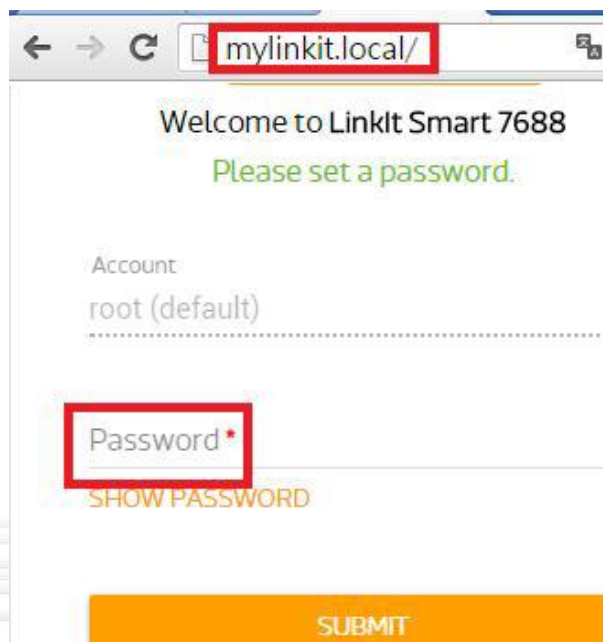 mylinkit.local/
Welcome to LinkIt Smart 7688
Please set a password.
Account
root (default)
Password *
SHOW PASSWORD
SUBMIT